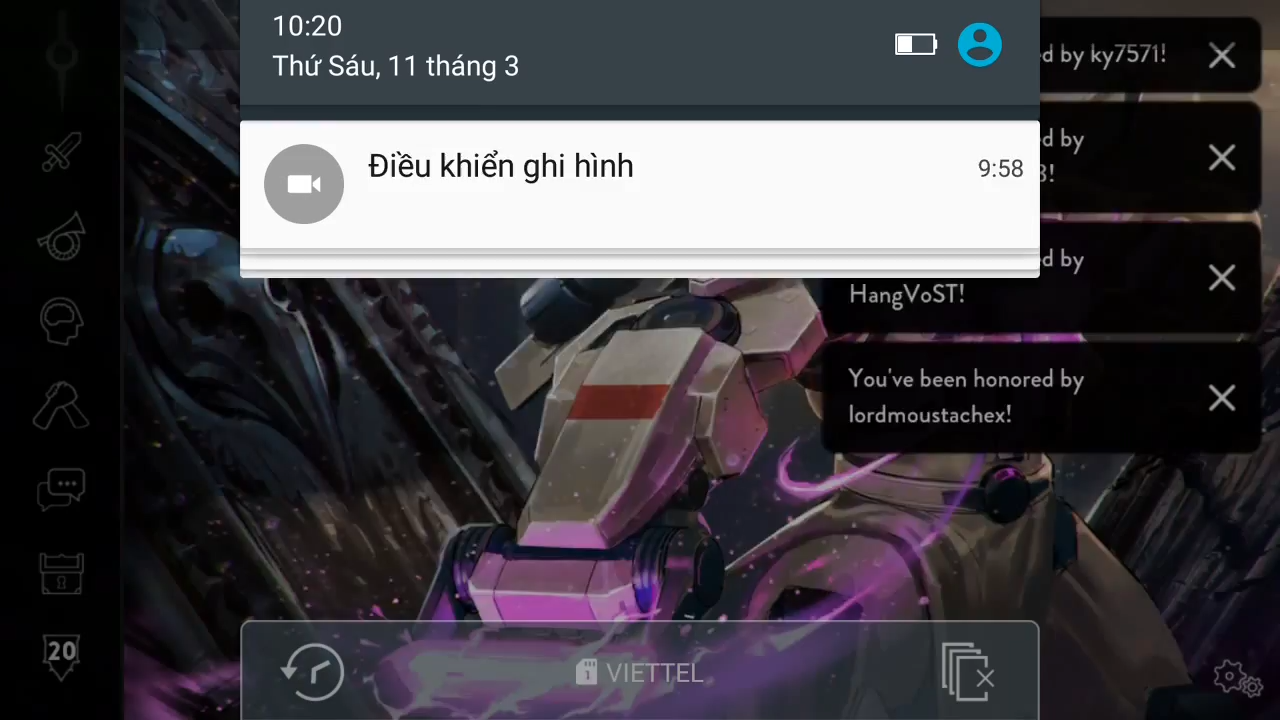 10:20
Thứ Sáu, 11 tháng 3
Điều khiển ghi hình
9:58
d by ky7571!
d by
3!
d by
HangVoST!
You've been honored by
lordmoustachex!
20
1 VIETTEL